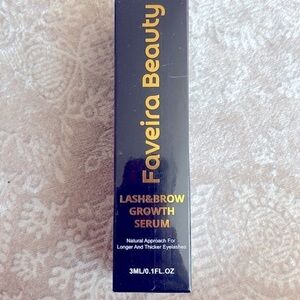 Faveira Beauty
LASH&BROW
GROWTH
SERUM
Natural Approach For
Longer And Thicker Eyelashes
3ML/0.1FL.OZ